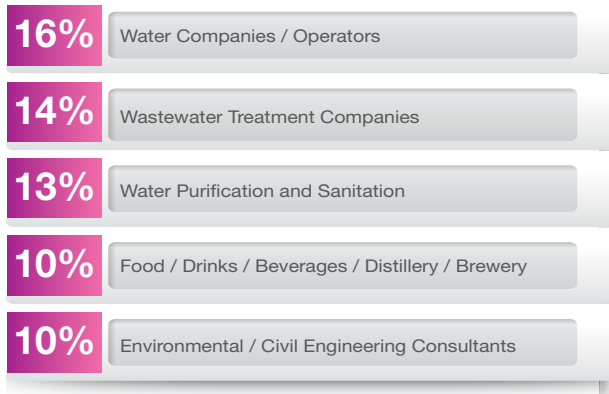 16% Water Companies / Operators
14% Wastewater Treatment Companies
13% Water Purification and Sanitation
10% Food / Drinks / Beverages / Distillery / Brewery
10% Environmental / Civil Engineering Consultants